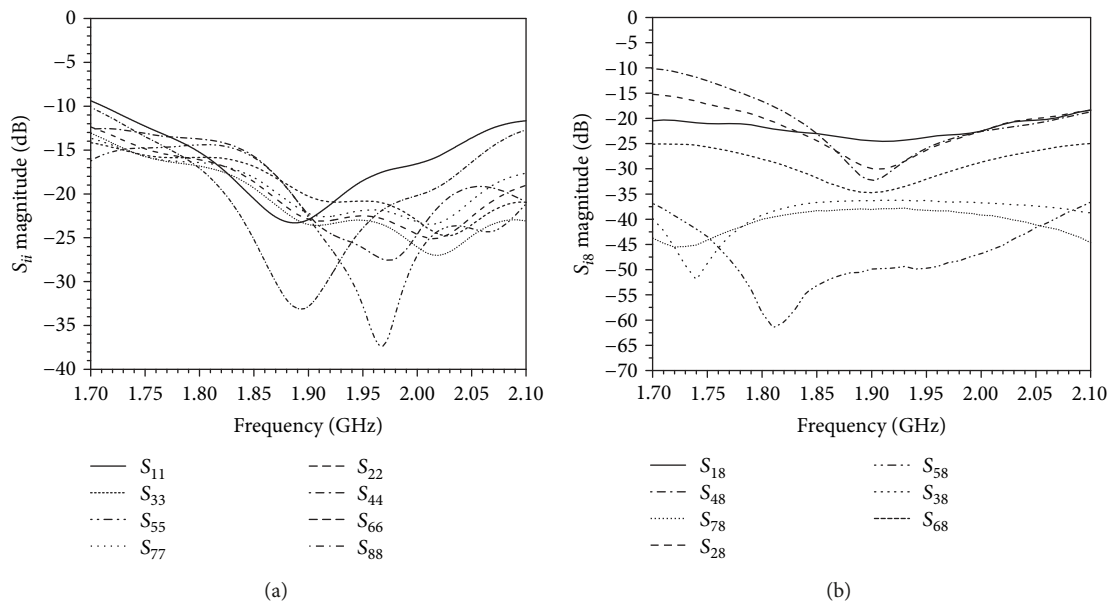 0
−5
−10
−15
−20
−25
−30
−35
−40
S_ii magnitude (dB)
1.70 1.75 1.80 1.85 1.90 1.95 2.00 2.05 2.10
Frequency (GHz)
S_11 S_22
S_33 S_44
S_55 S_66
S_77 S_88
(a)
0
−5
−10
−15
−20
−25
−30
−35
−40
−45
−50
−55
−60
−65
−70
S_i8 magnitude (dB)
1.70 1.75 1.80 1.85 1.90 1.95 2.00 2.05 2.10
Frequency (GHz)
S_18 S_58
S_48 S_38
S_78 S_68
S_28
(b)